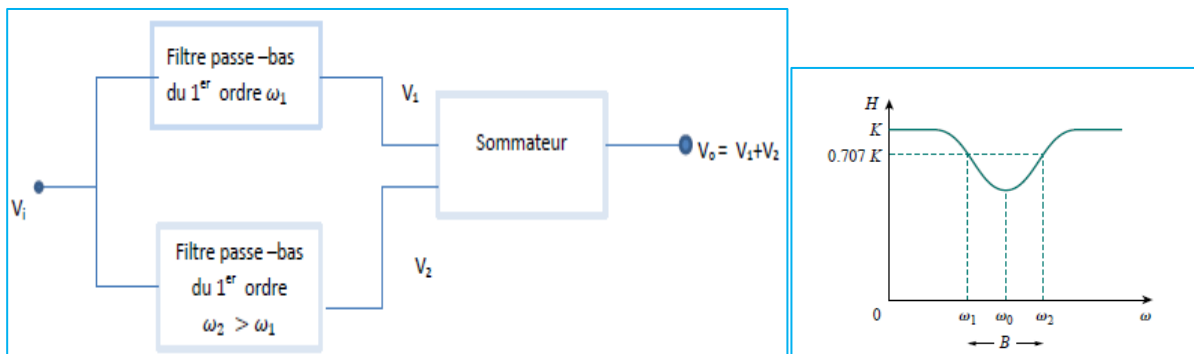 Filtre passe –bas
du 1er ordre ω1
V1
Sommateur
Vo = V1+V2
Vi
Filtre passe –bas
du 1er ordre
ω2 > ω1
V2
H
K
0.707 K
0
ω1
ω0
ω2
ω
B